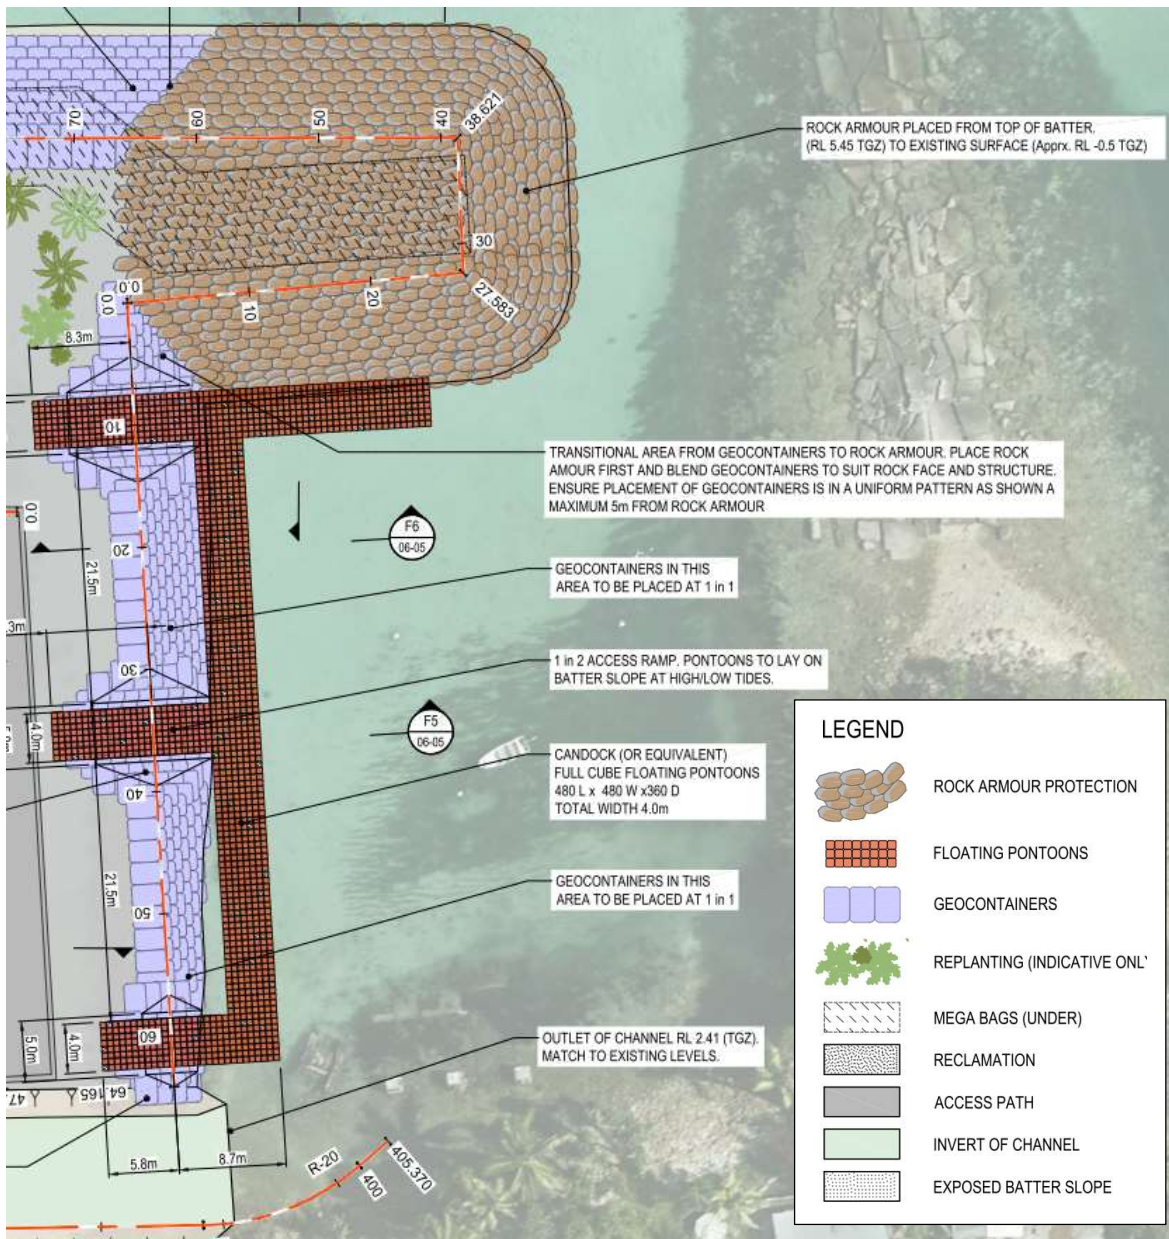 70
60
50
40
38.621
ROCK ARMOUR PLACED FROM TOP OF BATTER.
(RL 5.45 TGZ) TO EXISTING SURFACE (Apprx. RL -0.5 TGZ)
30
0.0
0.0
10
20
27.583
8.3m
10
TRANSITIONAL AREA FROM GEOCONTAINERS TO ROCK ARMOUR. PLACE ROCK
AMOUR FIRST AND BLEND GEOCONTAINERS TO SUIT ROCK FACE AND STRUCTURE.
ENSURE PLACEMENT OF GEOCONTAINERS IS IN A UNIFORM PATTERN AS SHOWN A
MAXIMUM 5m FROM ROCK ARMOUR
0.0
F6
06-05
20
21.5m
GEOCONTAINERS IN THIS
AREA TO BE PLACED AT 1 in 1
.3m
30
1 in 2 ACCESS RAMP. PONTOONS TO LAY ON
BATTER SLOPE AT HIGH/LOW TIDES.
4.0m
F5
06-05
CANDOCK (OR EQUIVALENT)
FULL CUBE FLOATING PONTOONS
480 L x 480 W x360 D
TOTAL WIDTH 4.0m
40
21.5m
GEOCONTAINERS IN THIS
AREA TO BE PLACED AT 1 in 1
50
60
5.0m
4.0m
OUTLET OF CHANNEL RL 2.41 (TGZ).
MATCH TO EXISTING LEVELS.
47.
64.165
5.8m
8.7m
R-20
400
405.370
LEGEND
ROCK ARMOUR PROTECTION
FLOATING PONTOONS
GEOCONTAINERS
REPLANTING (INDICATIVE ONL
MEGA BAGS (UNDER)
RECLAMATION
ACCESS PATH
INVERT OF CHANNEL
EXPOSED BATTER SLOPE